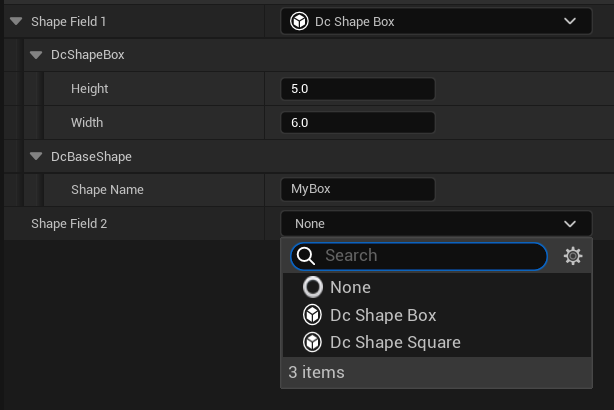 Shape Field 1 Dc Shape Box
DcShapeBox
Height 5.0
Width 6.0
DcBaseShape
Shape Name MyBox
Shape Field 2 None
Search
None
Dc Shape Box
Dc Shape Square
3 items